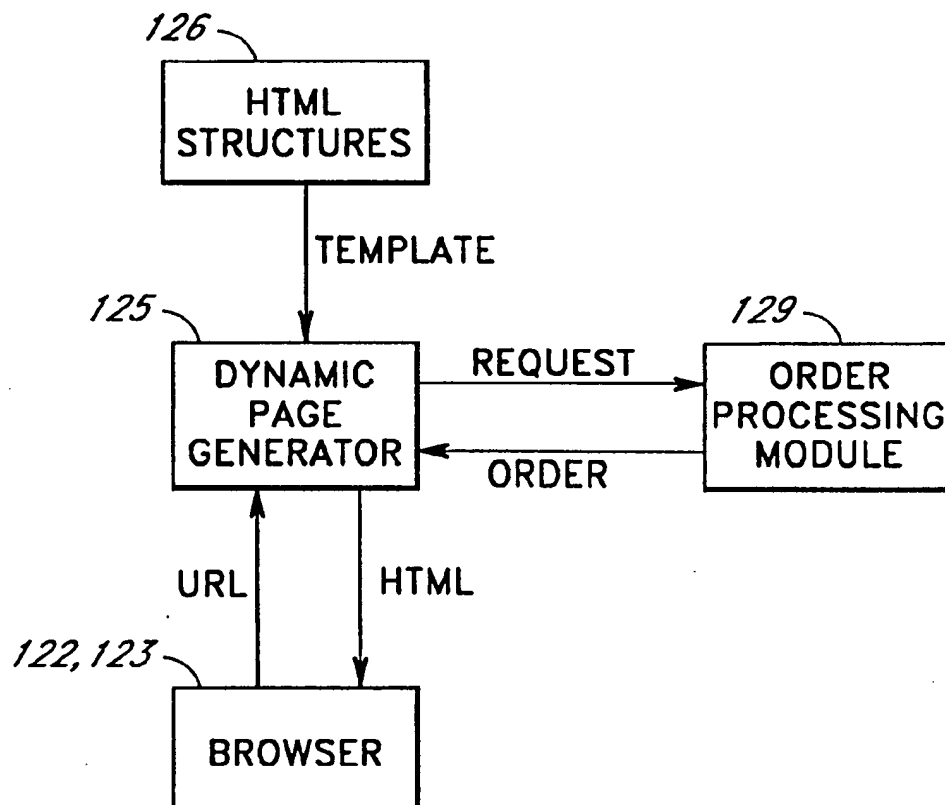 126
HTML
STRUCTURES
TEMPLATE
125
DYNAMIC
PAGE
GENERATOR
REQUEST
ORDER
129
ORDER
PROCESSING
MODULE
URL
HTML
122, 123
BROWSER